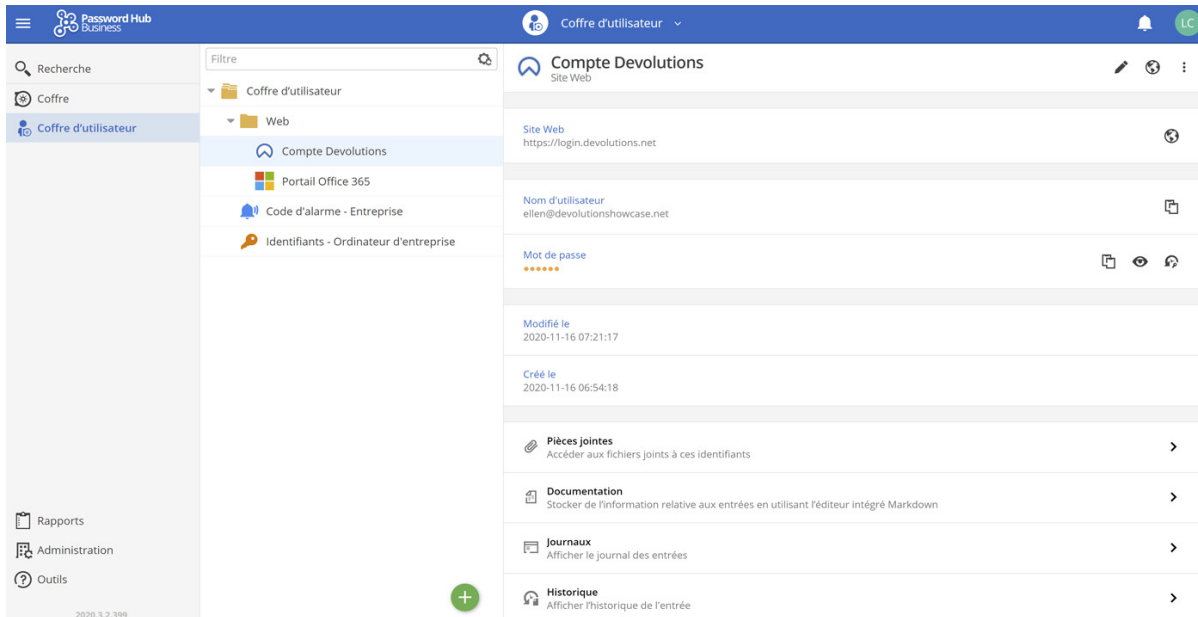 Password Hub
Business
Coffre d'utilisateur
LC
Recherche
Coffre
Coffre d'utilisateur
Rapports
Administration
Outils
2020.3.2.399
Filtre
Coffre d'utilisateur
Web
Compte Devolutions
Portail Office 365
Code d'alarme - Entreprise
Identifiants - Ordinateur d'entreprise
Compte Devolutions
Site Web
Site Web
https://login.devolutions.net
Nom d'utilisateur
ellen@devolutionshowcase.net
Mot de passe
Modifié le
2020-11-16 07:21:17
Créé le
2020-11-16 06:54:18
Pièces jointes
Accéder aux fichiers joints à ces identifiants
Documentation
Stocker de l'information relative aux entrées en utilisant l'éditeur intégré Markdown
Journaux
Afficher le journal des entrées
Historique
Afficher l'historique de l'entrée